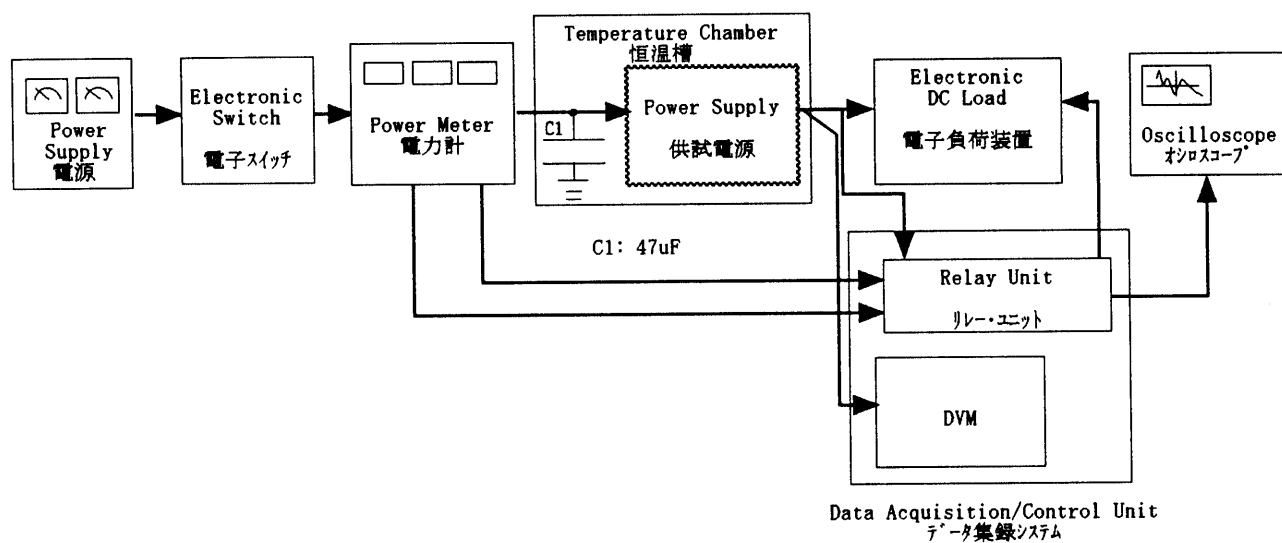 Power
Supply
電源
Electronic
Switch
電子スイッチ
Power Meter
電力計
Temperature Chamber
恒温槽
C1
Power Supply
供試電源
Electronic
DC Load
電子負荷装置
Oscilloscope
オシロスコープ
C1: 47uF
Relay Unit
リレー・ユニット
DVM
Data Acquisition/Control Unit
データ集録システム